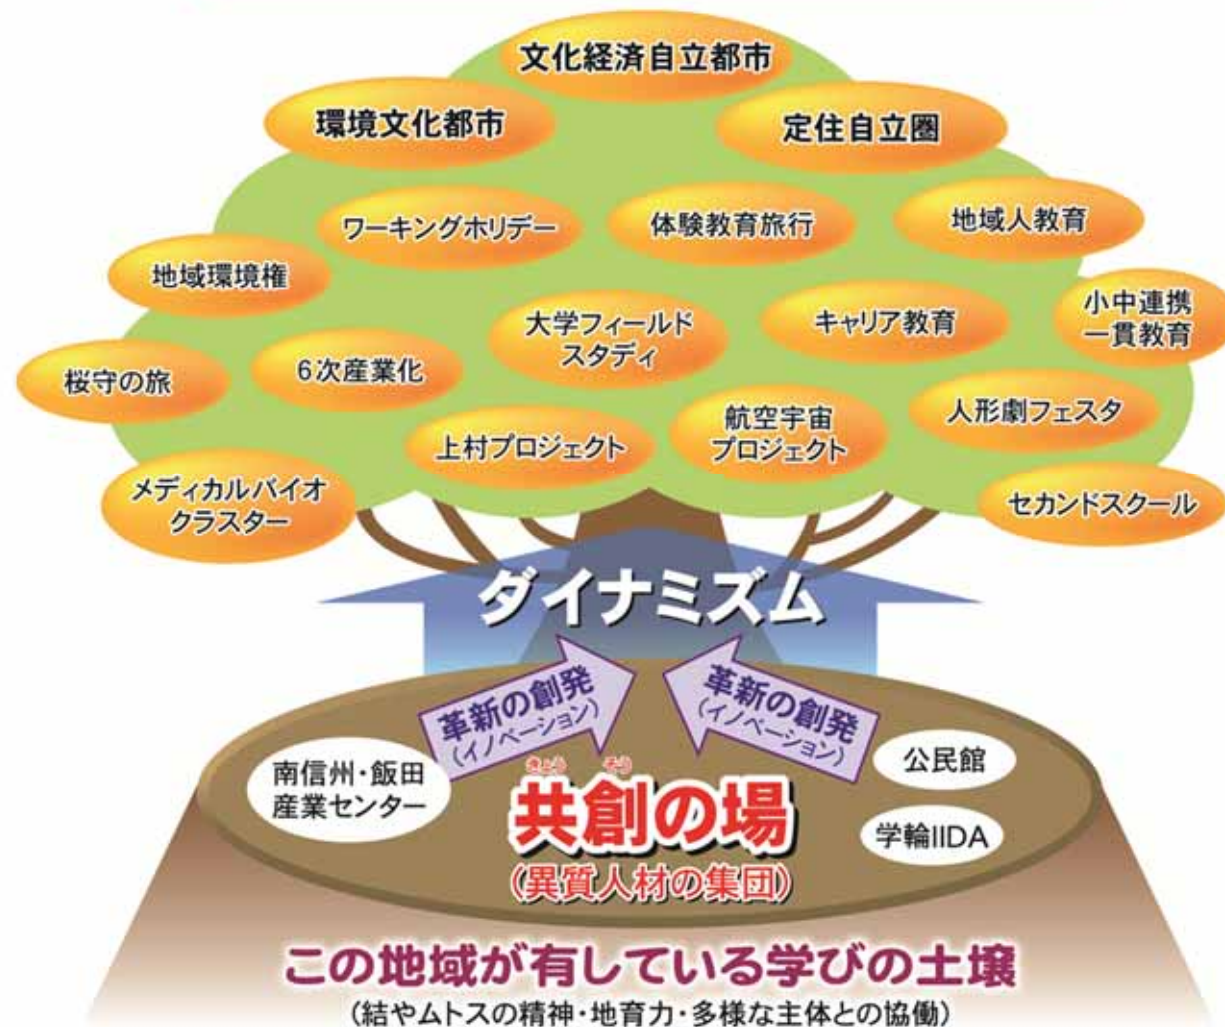 文化経済自立都市
環境文化都市
定住自立圏
ワーキングホリデー
体験教育旅行
地域人教育
地域環境権
大学フィールド
スタディ
キャリア教育
小中連携
一貫教育
桜守の旅
6次産業化
上村プロジェクト
航空宇宙
プロジェクト
人形劇フェスタ
メディカルバイオ
クラスター
セカンドスクール
ダイナミズム
革新の創発
(イノベーション)
革新の創発
(イノベーション)
南信州・飯田
産業センター
公民館
学輪IIDA
きょう そう
共創の場
(異質人材の集団)
この地域が有している学びの土壌
(結やムトスの精神・地育力・多様な主体との協働)